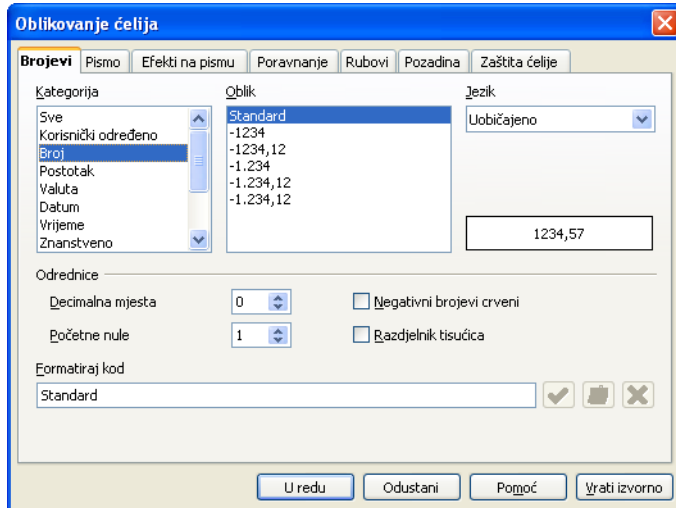 Oblikovanje ćelija
Brojevi Pismo Efekti na pismu Poravnanje Rubovi Pozadina Zaštita ćelije
Kategorija Oblik Jezik
Sve
Korisnički određeno
Broj
Postotak
Valuta
Datum
Vrijeme
Znanstveno
Standard
-1234
-1234,12
-1.234
-1.234,12
-1.234,12
Uobičajeno
1234,57
Odrednice
Decimalna mjesta 0 Negativni brojevi crveni
Početne nule 1 Razdjelnik tisućica
Formatiraj kod
Standard
U redu Odustani Pomoć Vrati izvorno